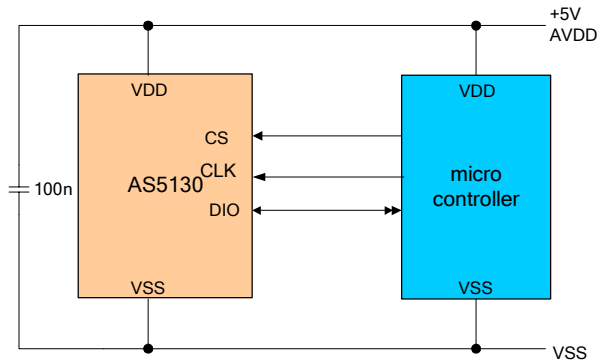 +5V
AVDD
VDD
VDD
CS
CLK
AS5130
micro
controller
100n
DIO
VSS
VSS
VSS